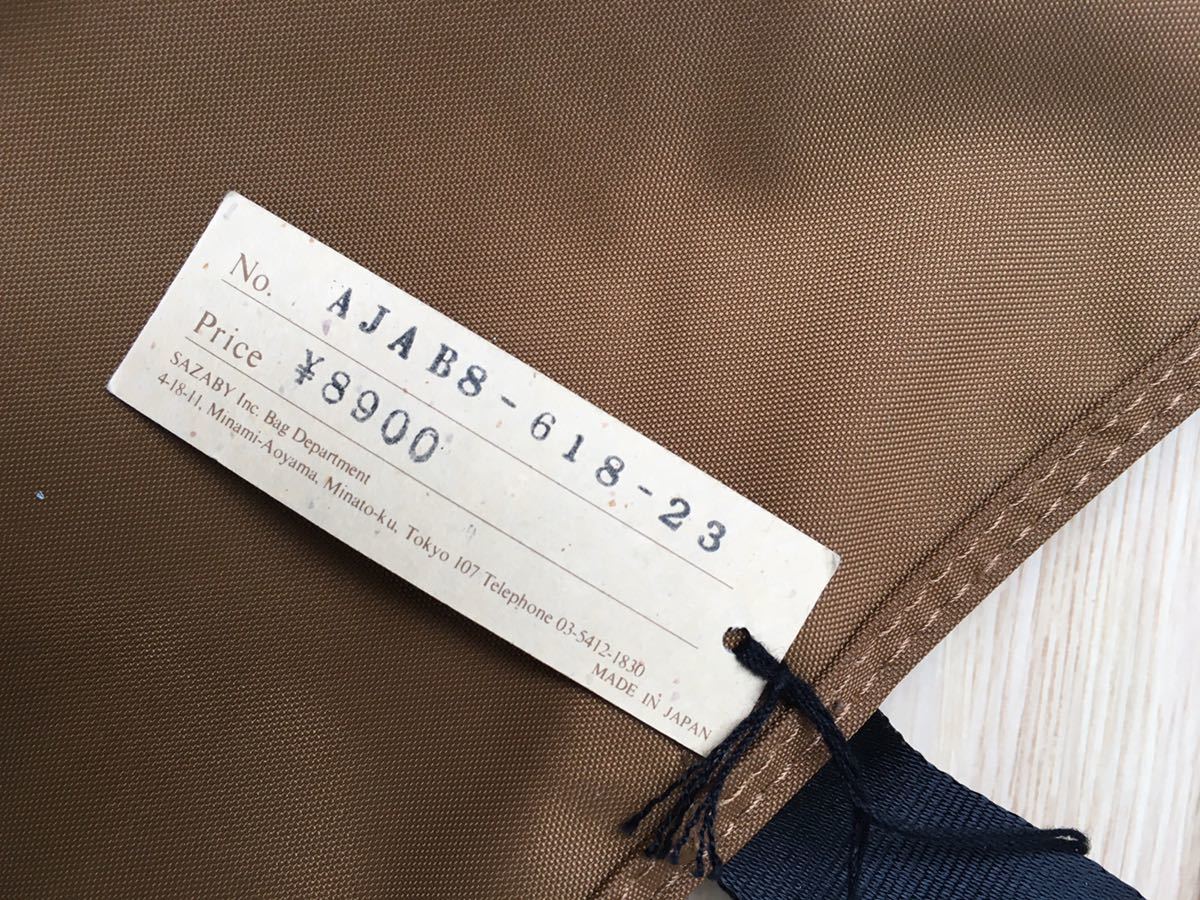 No. AJAB8-618-23
Price ¥8900
SAZABY Inc. Bag Department
4-18-11, Minami-Aoyama, Minato-ku, Tokyo 107 Telephone 03-5412-1830
MADE IN JAPAN